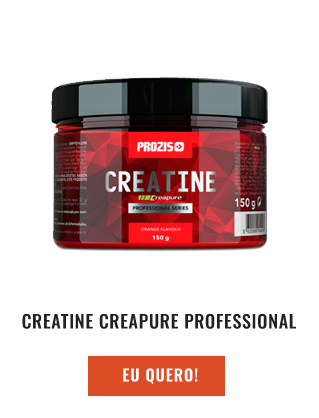 PROZIS
CREATINE
Creapure
PROFESSIONAL SERIES
ORANGE FLAVOUR
150 g
150 g
CREATINE CREAPURE PROFESSIONAL
EU QUERO!